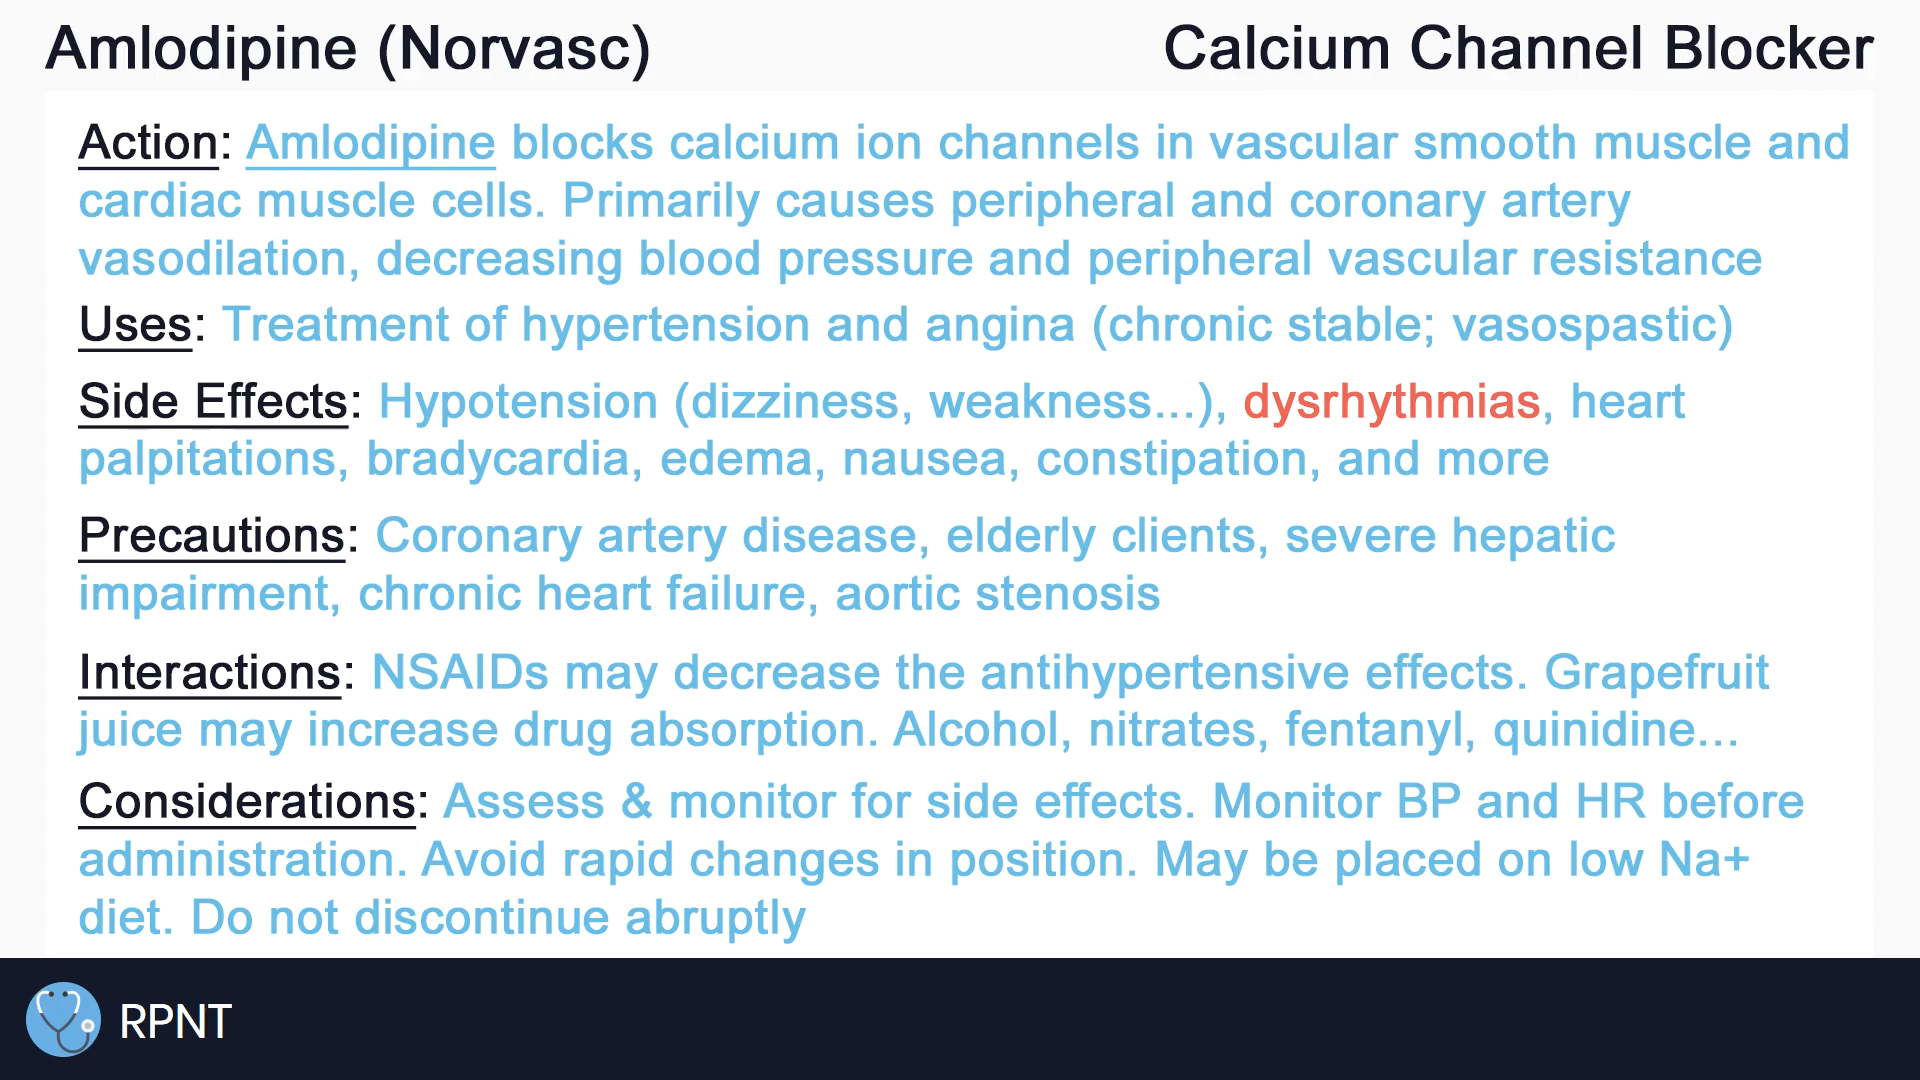 Amlodipine (Norvasc)
Calcium Channel Blocker
Action: Amlodipine blocks calcium ion channels in vascular smooth muscle and
cardiac muscle cells. Primarily causes peripheral and coronary artery
vasodilation, decreasing blood pressure and peripheral vascular resistance
Uses: Treatment of hypertension and angina (chronic stable; vasospastic)
Side Effects: Hypotension (dizziness, weakness...), dysrhythmias, heart
palpitations, bradycardia, edema, nausea, constipation, and more
Precautions: Coronary artery disease, elderly clients, severe hepatic
impairment, chronic heart failure, aortic stenosis
Interactions: NSAIDs may decrease the antihypertensive effects. Grapefruit
juice may increase drug absorption. Alcohol, nitrates, fentanyl, quinidine...
Considerations: Assess & monitor for side effects. Monitor BP and HR before
administration. Avoid rapid changes in position. May be placed on low Na+
diet. Do not discontinue abruptly
RPNT